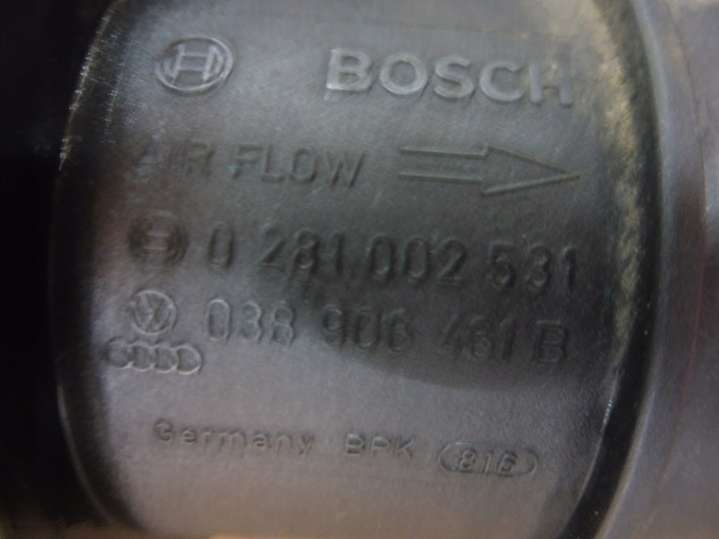 BOSCH
AIR FLOW
0 281 002 531
038 906 461 B
Germany BPK 816